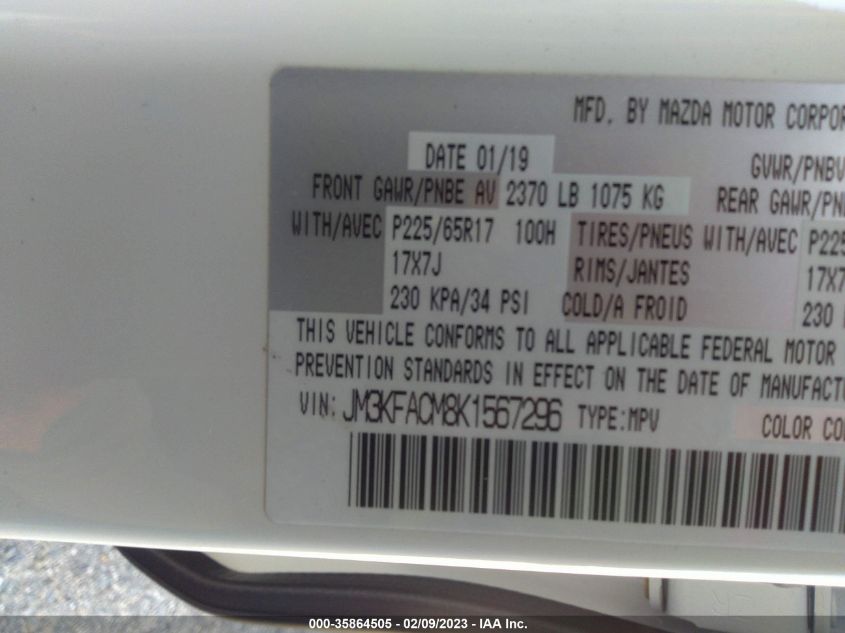 MFD. BY MAZDA MOTOR CORPOR
DATE 01/19
GVWR/PNBV
FRONT GAWR/PNBE AV 2370 LB 1075 KG
REAR GAWR/PN
WITH/AVEC P225/65R17 100H TIRES/PNEUS WITH/AVEC P225
17X7J RIMS/JANTES 17X7
230 KPA/34 PSI COLD/A FROID 230
THIS VEHICLE CONFORMS TO ALL APPLICABLE FEDERAL MOTOR
PREVENTION STANDARDS IN EFFECT ON THE DATE OF MANUFACTU
VIN: JM3KFACM8K1567296 TYPE:MPV COLOR CO
000-35864505 - 02/09/2023 - IAA Inc.